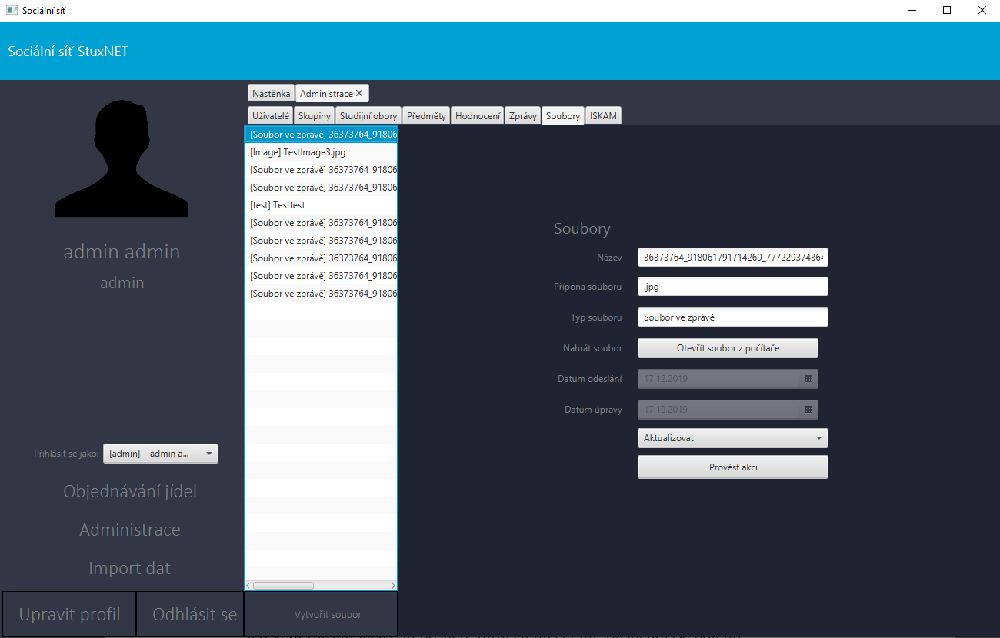 Sociální síť
Sociální síť StuxNET
Nástěnka
Administrace
Uživatelé
Skupiny
Studijní obory
Předměty
Hodnocení
Zprávy
Soubory
ISKAM
admin admin
admin
Přihlásit se jako:
[admin] admin a...
Objednávání jídel
Administrace
Import dat
Upravit profil
Odhlásit se
[Soubor ve zprávě] 36373764_91806
[Image] TestImage3.jpg
[Soubor ve zprávě] 36373764_91806
[Soubor ve zprávě] 36373764_91806
[test] Testtest
[Soubor ve zprávě] 36373764_91806
[Soubor ve zprávě] 36373764_91806
[Soubor ve zprávě] 36373764_91806
[Soubor ve zprávě] 36373764_91806
[Soubor ve zprávě] 36373764_91806
Vytvořit soubor
Soubory
Název
36373764_918061791714269_777229374364
Přípona souboru
.jpg
Typ souboru
Soubor ve zprávě
Nahrát soubor
Otevřít soubor z počítače
Datum odeslání
17.12.2019
Datum úpravy
17.12.2019
Aktualizovat
Provést akci